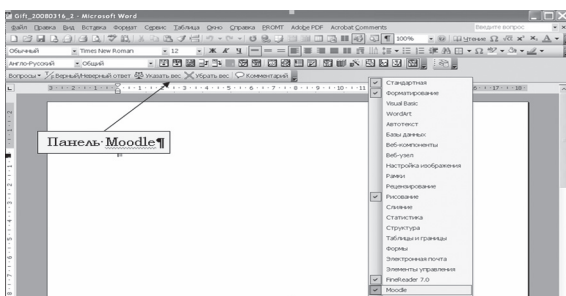 Gift_20080316_2 - Microsoft Word
Файл Правка Вид Вставка Формат Сервис Таблица Окно Справка PROMT Adobe PDF Acrobat Comments
Введите вопрос
100% Чтение
Обычный Times New Roman 12 Ж К Ч
Англо-Русский Общий
Вопросы Верный/Неверный ответ Указать вес Убрать вес Комментарий
Панель Moodle¶
Стандартная
Форматирование
Visual Basic
WordArt
Автотекст
Базы данных
Веб-компоненты
Веб-узел
Настройка изображения
Рамки
Рецензирование
Рисование
Слияние
Статистика
Структура
Таблицы и границы
Формы
Электронная почта
Элементы управления
FineReader 7.0
Moodle